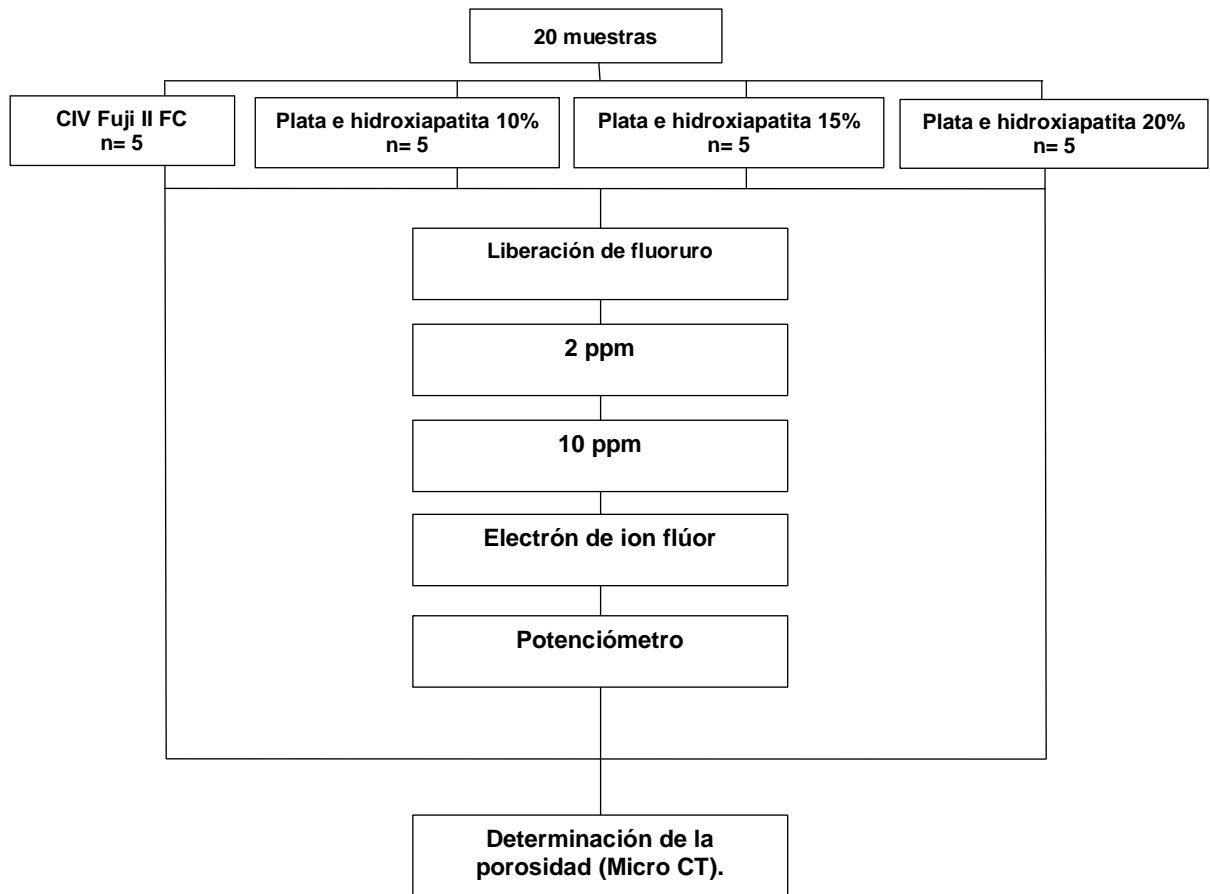 20 muestras
CIV Fuji II FC
n= 5
Plata e hidroxiapatita 10%
n= 5
Plata e hidroxiapatita 15%
n= 5
Plata e hidroxiapatita 20%
n= 5
Liberación de fluoruro
2 ppm
10 ppm
Electrón de ion flúor
Potenciómetro
Determinación de la
porosidad (Micro CT).